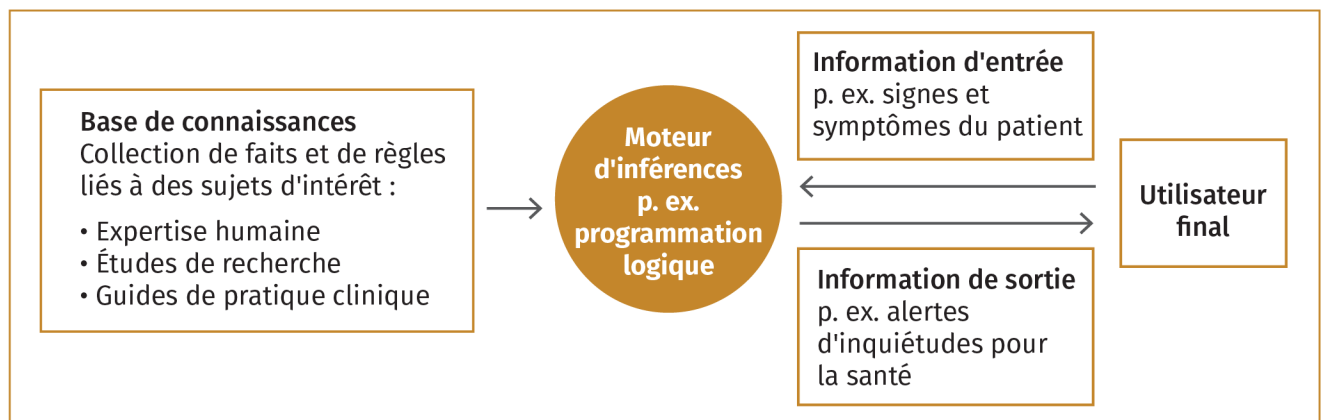 Base de connaissances
Collection de faits et de règles
liés à des sujets d'intérêt :
• Expertise humaine
• Études de recherche
• Guides de pratique clinique
Moteur
d'inférences
p. ex.
programmation
logique
Information d'entrée
p. ex. signes et
symptômes du patient
Information de sortie
p. ex. alertes
d'inquiétudes pour
la santé
Utilisateur
final